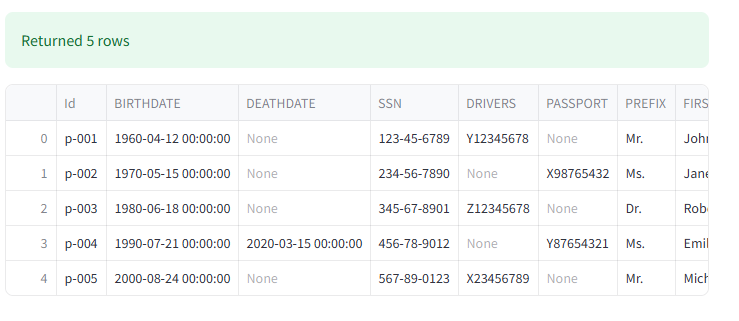 Returned 5 rows
Id BIRTHDATE DEATHDATE SSN DRIVERS PASSPORT PREFIX FIRS
0 p-001 1960-04-12 00:00:00 None 123-45-6789 Y12345678 None Mr. John
1 p-002 1970-05-15 00:00:00 None 234-56-7890 None X98765432 Ms. Jane
2 p-003 1980-06-18 00:00:00 None 345-67-8901 Z12345678 None Dr. Rob
3 p-004 1990-07-21 00:00:00 2020-03-15 00:00:00 456-78-9012 None Y87654321 Ms. Emil
4 p-005 2000-08-24 00:00:00 None 567-89-0123 X23456789 None Mr. Mich